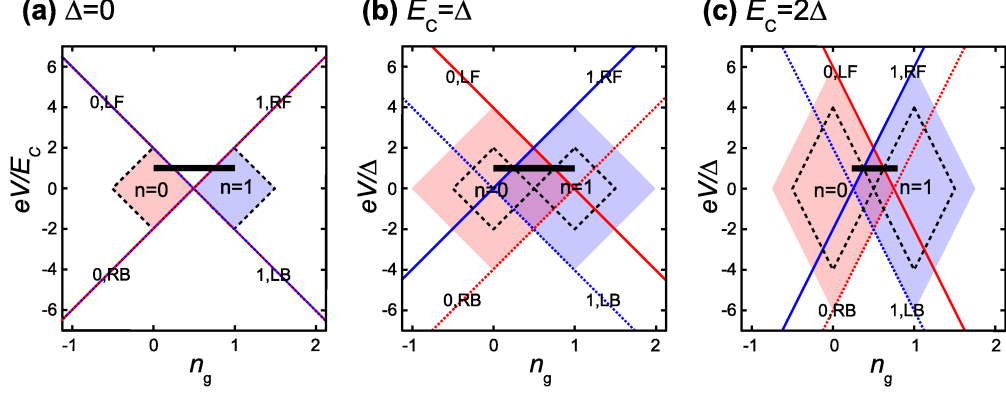 (a) Δ=0
(b) E_C=Δ
(c) E_C=2Δ
eV/E_C
6
4
2
0
-2
-4
-6
0,LF
1,RF
n=0
n=1
0,RB
1,LB
-1
0
1
2
n_g
eV/Δ
6
4
2
0
-2
-4
-6
0,LF
1,RF
n=0
n=1
0,RB
1,LB
-1
0
1
2
n_g
eV/Δ
6
4
2
0
-2
-4
-6
0,LF
1,RF
n=0
n=1
0,RB
1,LB
-1
0
1
2
n_g